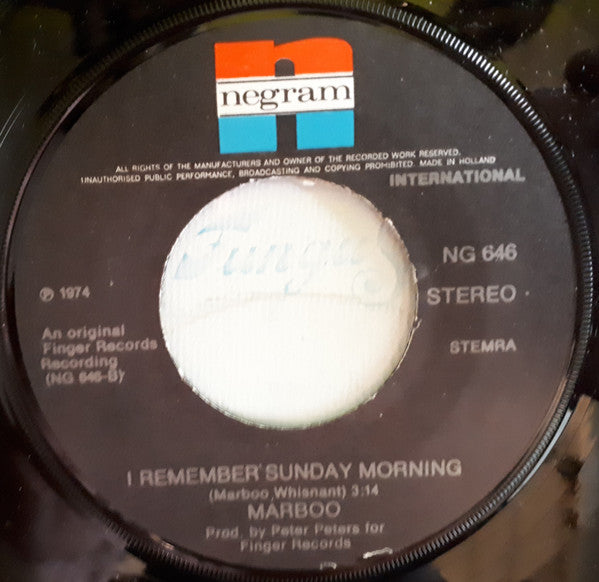 negram
ALL RIGHTS OF THE MANUFACTURERS AND OWNER OF THE RECORDED WORK RESERVED.
UNAUTHORISED PUBLIC PERFORMANCE, BROADCASTING AND COPYING PROHIBITED. MADE IN HOLLAND
INTERNATIONAL
NG 646
℗ 1974
STEREO
An original
Finger Records
Recording
(NG 646-B)
STEMRA
Fungus
I REMEMBER SUNDAY MORNING
(Marboo Whisnant) 3:14
MARBOO
Prod. by Peter Peters for
Finger Records